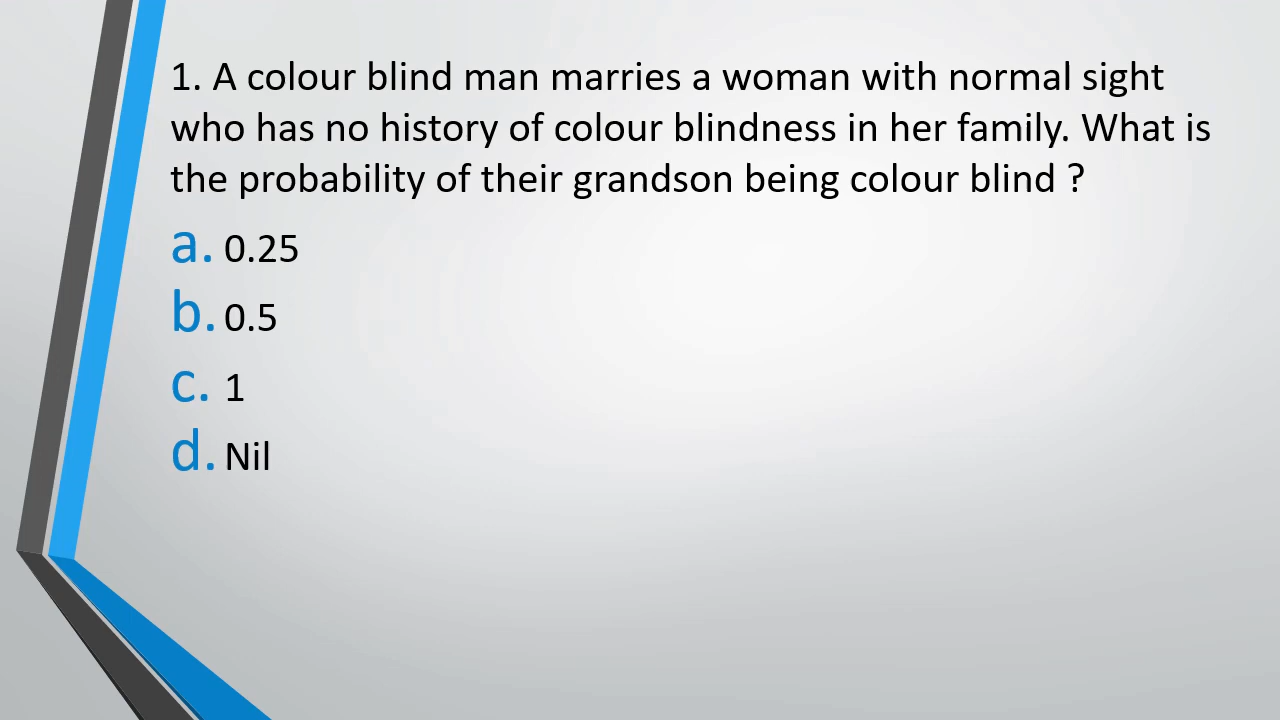 1. A colour blind man marries a woman with normal sight
who has no history of colour blindness in her family. What is
the probability of their grandson being colour blind ?
a. 0.25
b. 0.5
c. 1
d. Nil